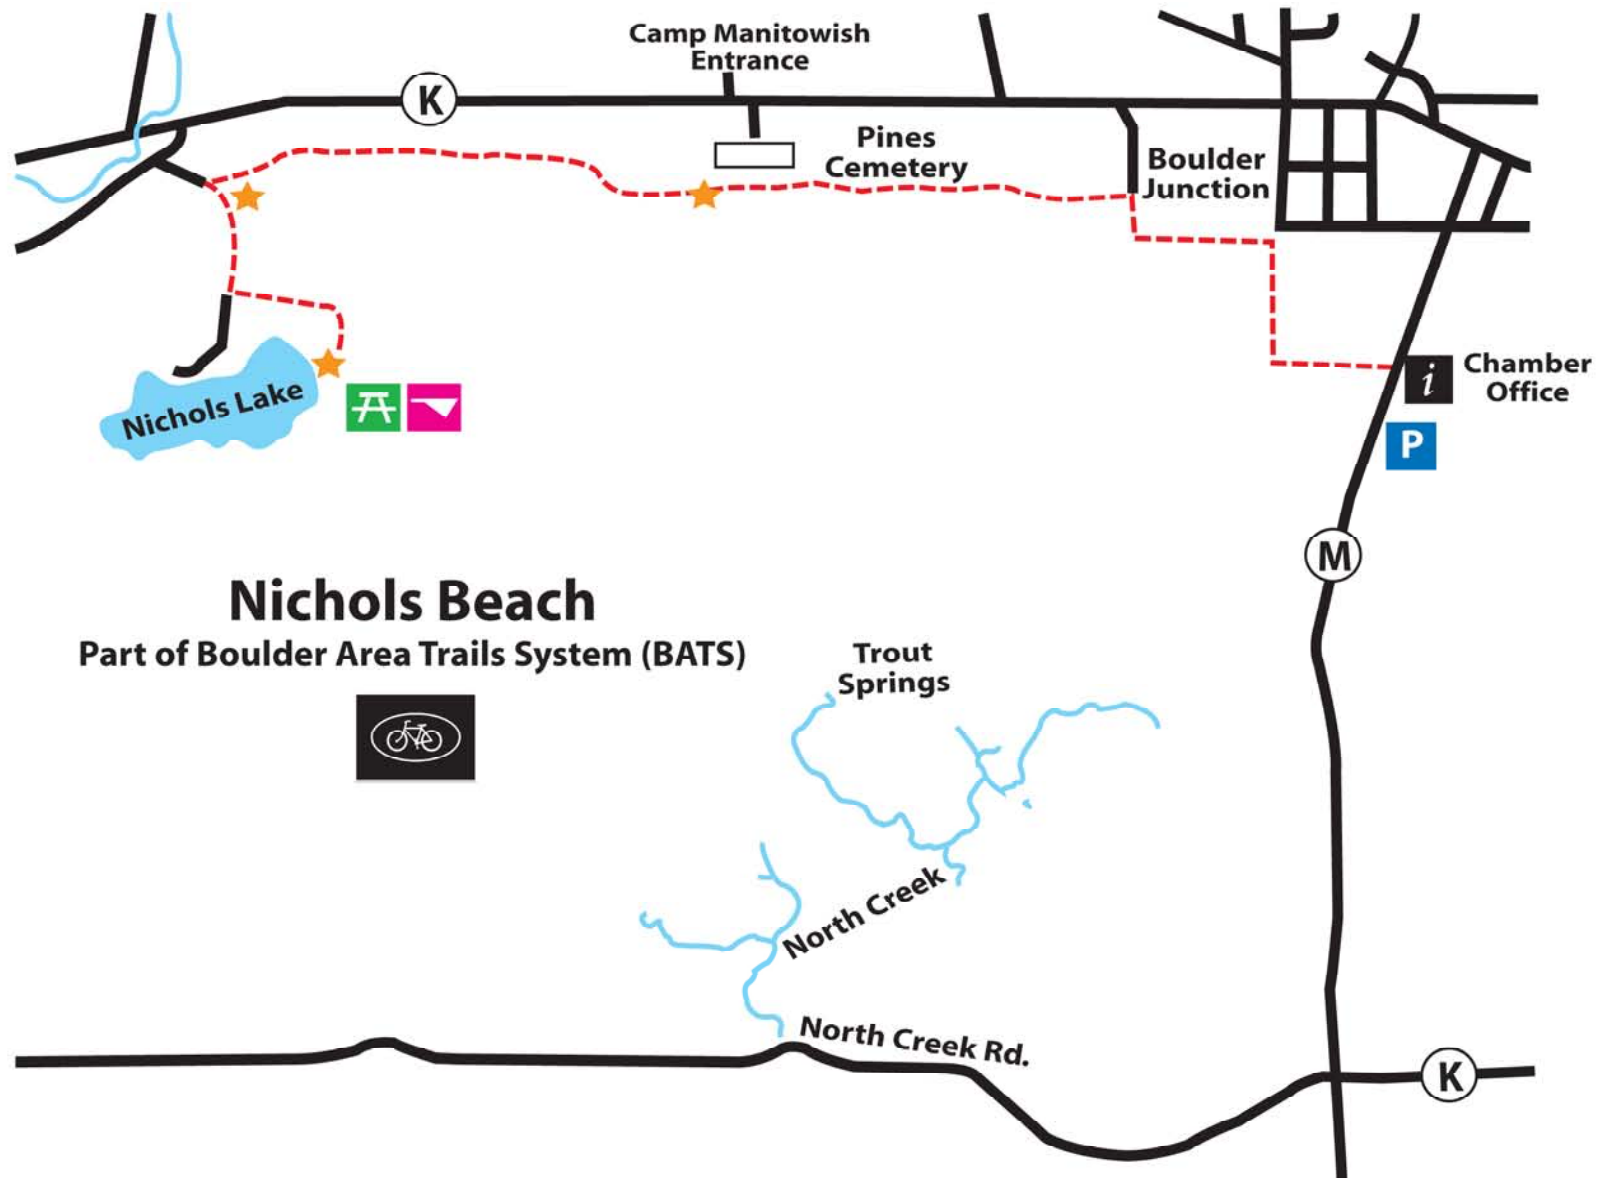 Camp Manitowish
Entrance
K
Pines
Cemetery
Boulder
Junction
Chamber
Office
i
P
Nichols Lake
M
Nichols Beach
Part of Boulder Area Trails System (BATS)
Trout
Springs
North Creek
North Creek Rd.
K